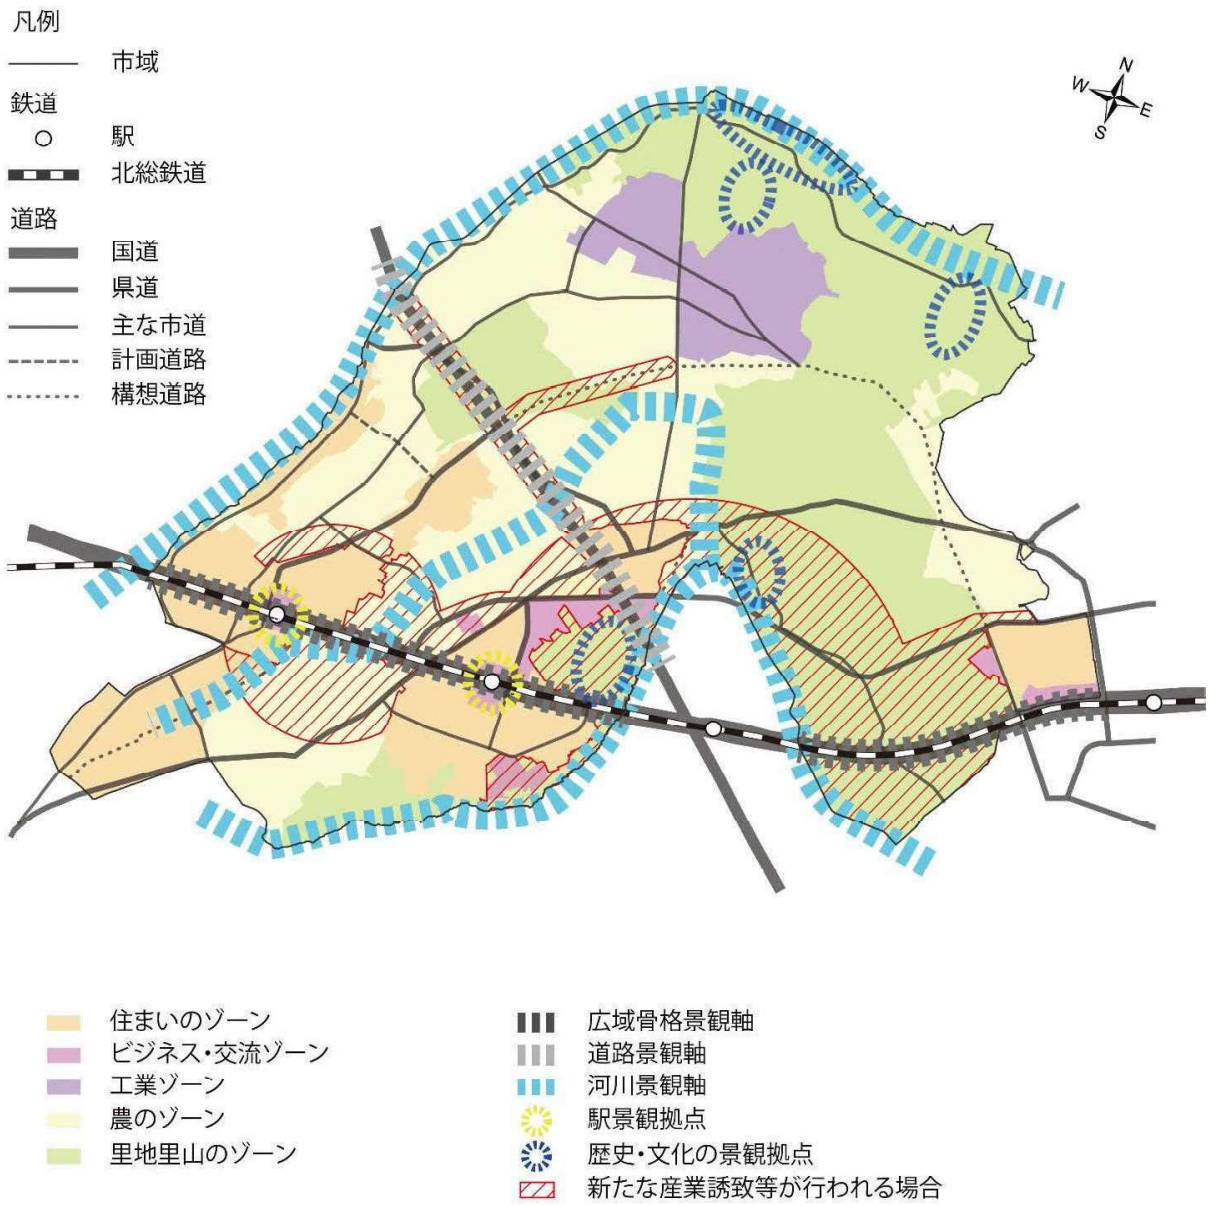 凡例
市域
鉄道
駅
北総鉄道
道路
国道
県道
主な市道
計画道路
構想道路
N
W
E
S
住まいのゾーン
ビジネス・交流ゾーン
工業ゾーン
農のゾーン
里地里山のゾーン
広域骨格景観軸
道路景観軸
河川景観軸
駅景観拠点
歴史・文化の景観拠点
新たな産業誘致等が行われる場合